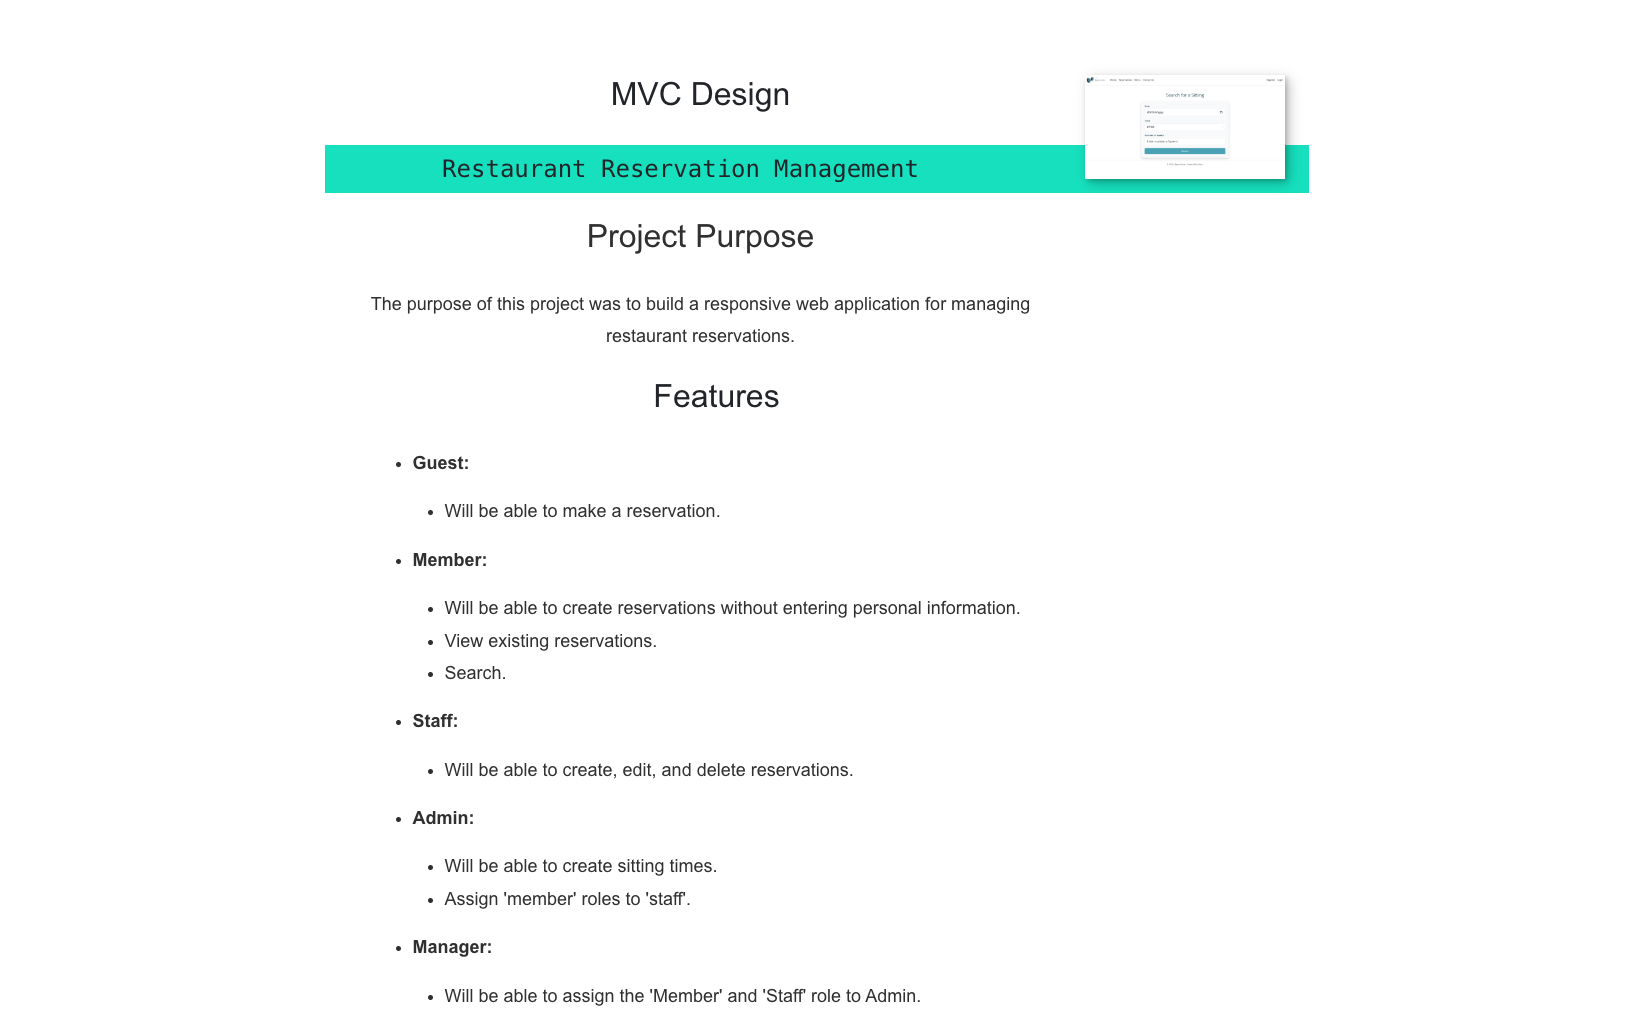 MVC Design
Search for a Sitting
Restaurant Reservation Management
Project Purpose
The purpose of this project was to build a responsive web application for managing
restaurant reservations.
Features
Guest:
Will be able to make a reservation.
Member:
Will be able to create reservations without entering personal information.
View existing reservations.
Search.
Staff:
Will be able to create, edit, and delete reservations.
Admin:
Will be able to create sitting times.
Assign 'member' roles to 'staff'.
Manager:
Will be able to assign the 'Member' and 'Staff' role to Admin.